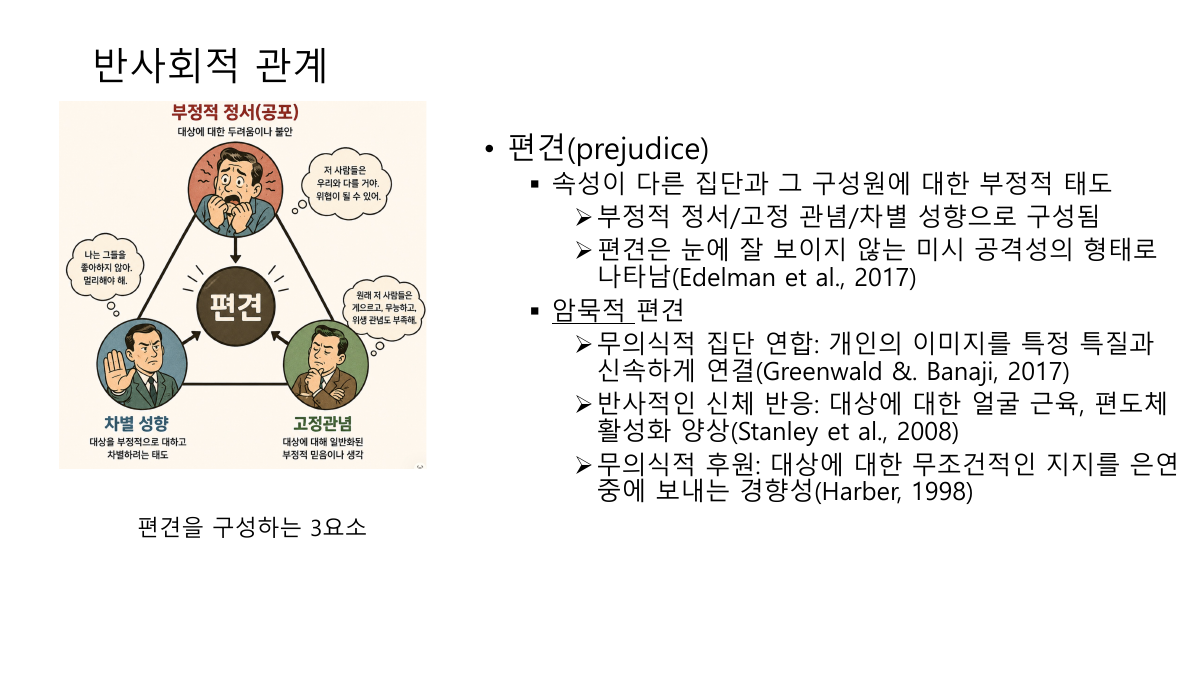 반사회적 관계
부정적 정서(공포)
대상에 대한 두려움이나 불안
저 사람들은
우리와 다를 거야.
위협이 될 수 있어.
나는 그들을
좋아하지 않아.
멀리해야 해.
편견
원래 저 사람들은
게으르고, 무능하고,
위생 관념도 부족해.
차별 성향
대상을 부정적으로 대하고
차별하려는 태도
고정관념
대상에 대해 일반화된
부정적 믿음이나 생각
편견을 구성하는 3요소
• 편견(prejudice)
▪ 속성이 다른 집단과 그 구성원에 대한 부정적 태도
➢부정적 정서/고정 관념/차별 성향으로 구성됨
➢편견은 눈에 잘 보이지 않는 미시 공격성의 형태로
나타남(Edelman et al., 2017)
▪ 암묵적 편견
➢무의식적 집단 연합: 개인의 이미지를 특정 특질과
신속하게 연결(Greenwald &. Banaji, 2017)
➢반사적인 신체 반응: 대상에 대한 얼굴 근육, 편도체
활성화 양상(Stanley et al., 2008)
➢무의식적 후원: 대상에 대한 무조건적인 지지를 은연
중에 보내는 경향성(Harber, 1998)